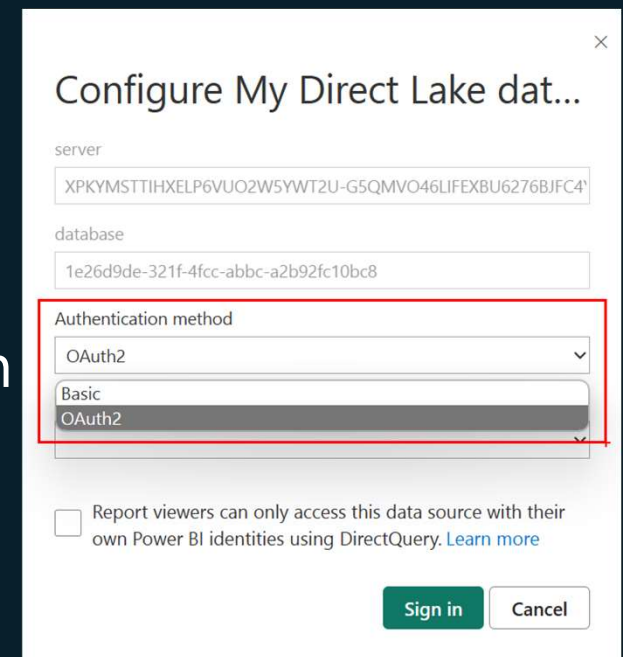 Configure My Direct Lake dat...
server
XPKYMSTTIHXELP6VUO2W5YWT2U-G5QMVO46LIFEXBU6276BJFC4Y
database
1e26d9de-321f-4fcc-abbc-a2b92fc10bc8
Authentication method
OAuth2
n
Basic
OAuth2
Report viewers can only access this data source with their
own Power BI identities using DirectQuery. Learn more
Sign in Cancel